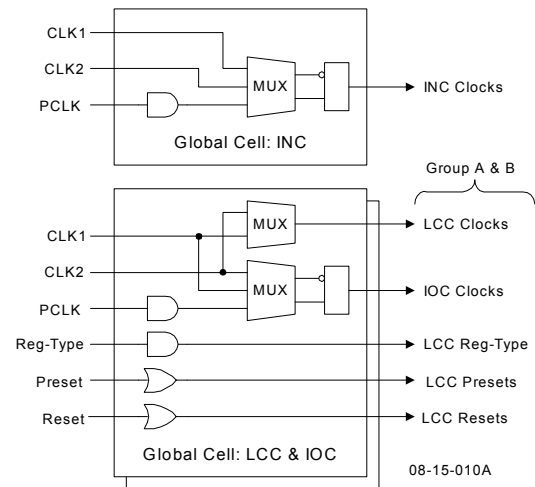 CLK1
CLK2
MUX
INC Clocks
PCLK
Global Cell: INC
Group A & B
MUX
LCC Clocks
CLK1
CLK2
MUX
IOC Clocks
PCLK
Reg-Type
LCC Reg-Type
Preset
LCC Presets
Reset
LCC Resets
Global Cell: LCC & IOC
08-15-010A